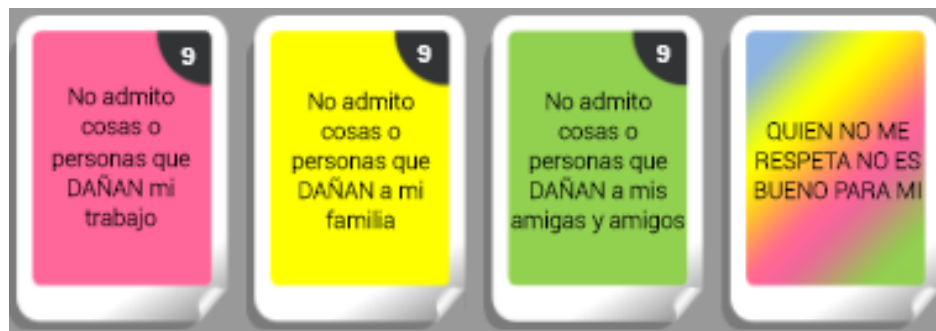 9
No admito
cosas o
personas que
DAÑAN mi
trabajo
9
No admito
cosas o
personas que
DAÑAN a mi
familia
9
No admito
cosas o
personas que
DAÑAN a mis
amigas y amigos
QUIEN NO ME
RESPETA NO ES
BUENO PARA MI